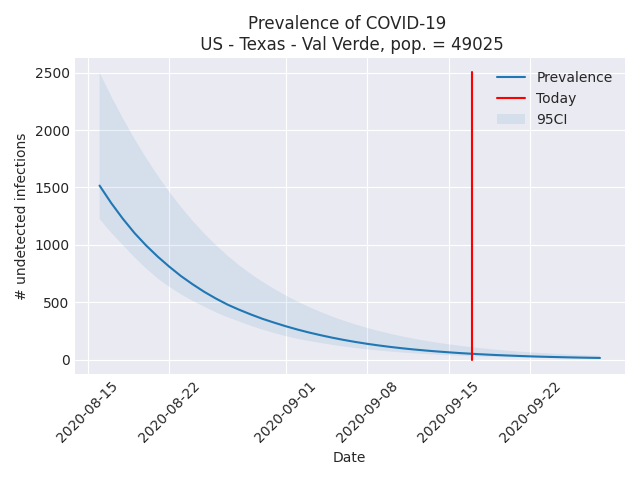 Prevalence of COVID-19
US - Texas - Val Verde, pop. = 49025
Prevalence
Today
95CI
# undetected infections
2500
2000
1500
1000
500
0
2020-08-15
2020-08-22
2020-09-01
2020-09-08
2020-09-15
2020-09-22
Date